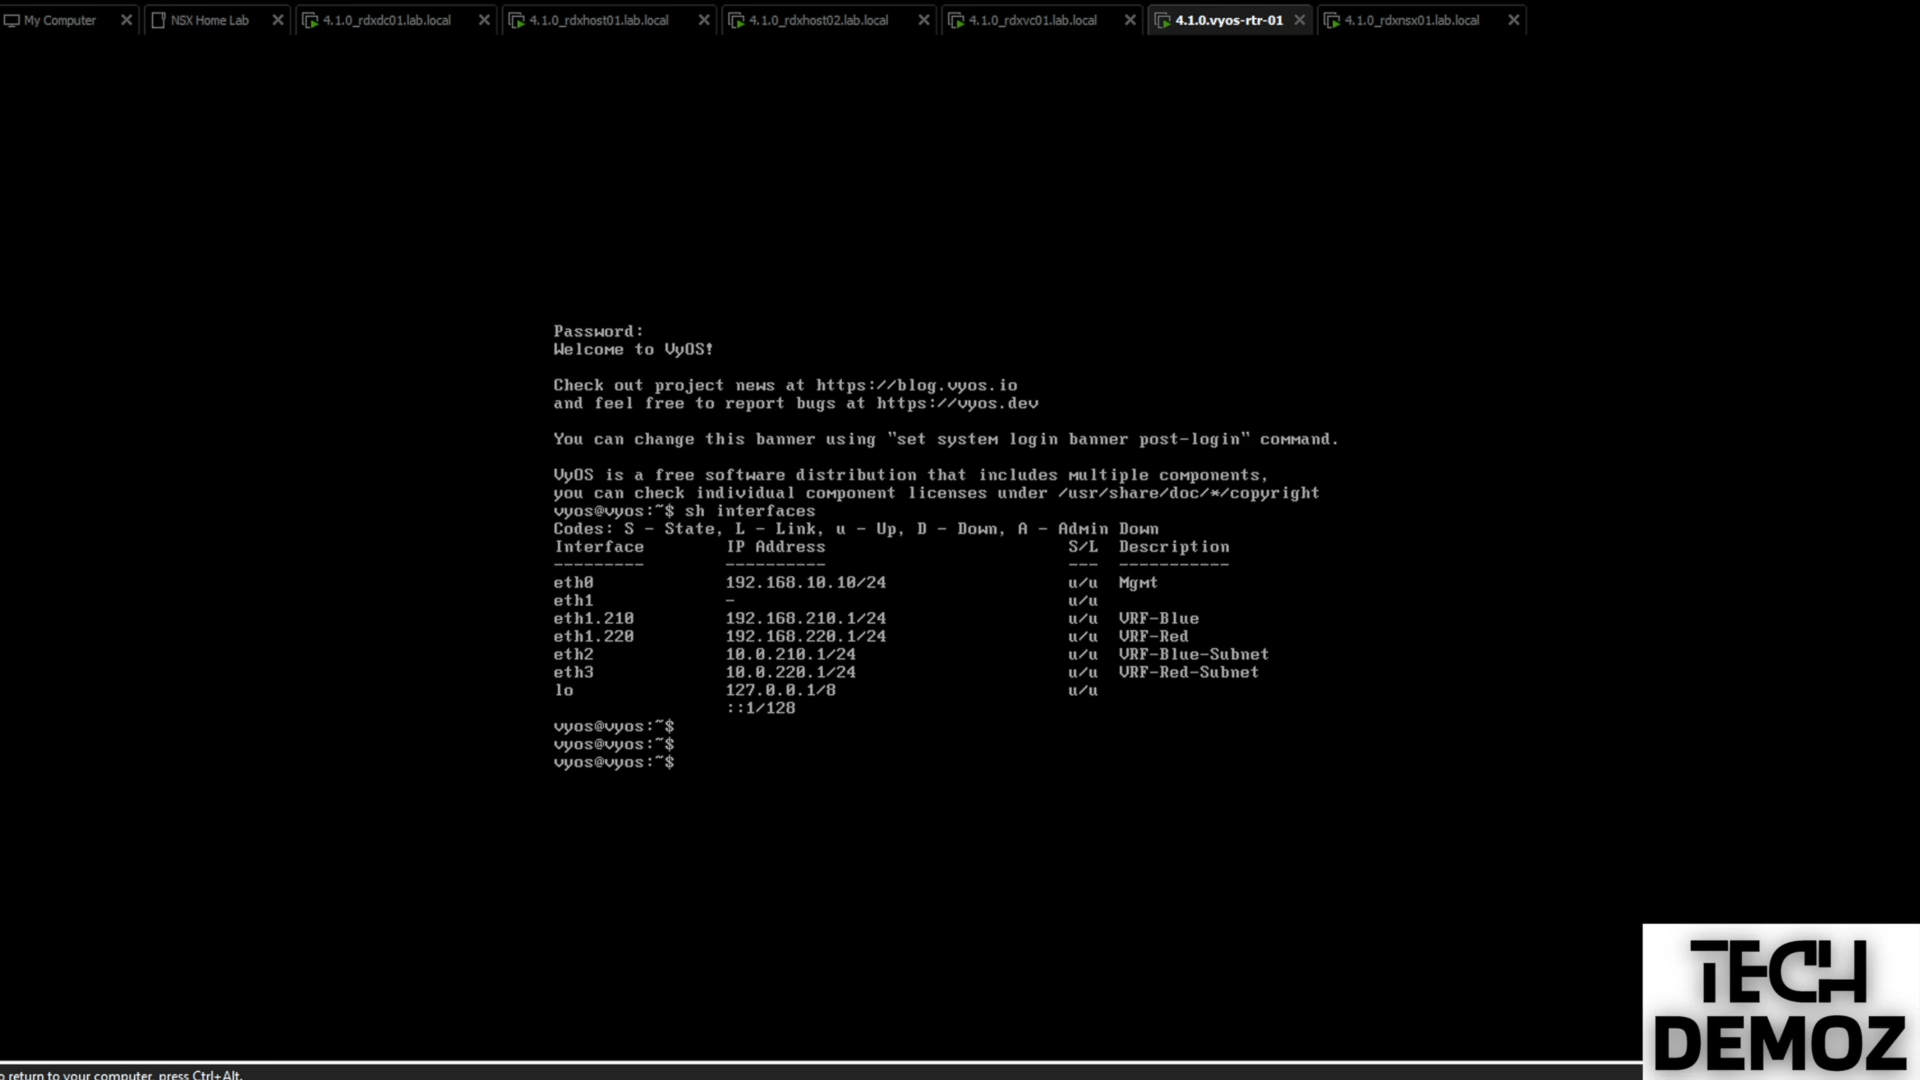 My Computer NSX Home Lab 4.1.0_rdxdc01.lab.local 4.1.0_rdxhost01.lab.local 4.1.0_rdxhost02.lab.local 4.1.0_rdxvc01.lab.local 4.1.0.vyos-rtr-01 4.1.0_rdxnsx01.lab.local
Password:
Welcome to VyOS!
Check out project news at https://blog.vyos.io
and feel free to report bugs at https://vyos.dev
You can change this banner using "set system login banner post-login" command.
VyOS is a free software distribution that includes multiple components,
you can check individual component licenses under /usr/share/doc/*/copyright
vyos@vyos:~$ sh interfaces
Codes: S - State, L - Link, u - Up, D - Down, A - Admin Down
Interface IP Address S/L Description
--------- ---------- --- -----------
eth0 192.168.10.10/24 u/u Mgmt
eth1 - u/u
eth1.210 192.168.210.1/24 u/u VRF-Blue
eth1.220 192.168.220.1/24 u/u VRF-Red
eth2 10.0.210.1/24 u/u VRF-Blue-Subnet
eth3 10.0.220.1/24 u/u VRF-Red-Subnet
lo 127.0.0.1/8 u/u
::1/128
vyos@vyos:~$
vyos@vyos:~$
vyos@vyos:~$
TECH
DEMOZ
o return to your computer, press Ctrl+Alt.